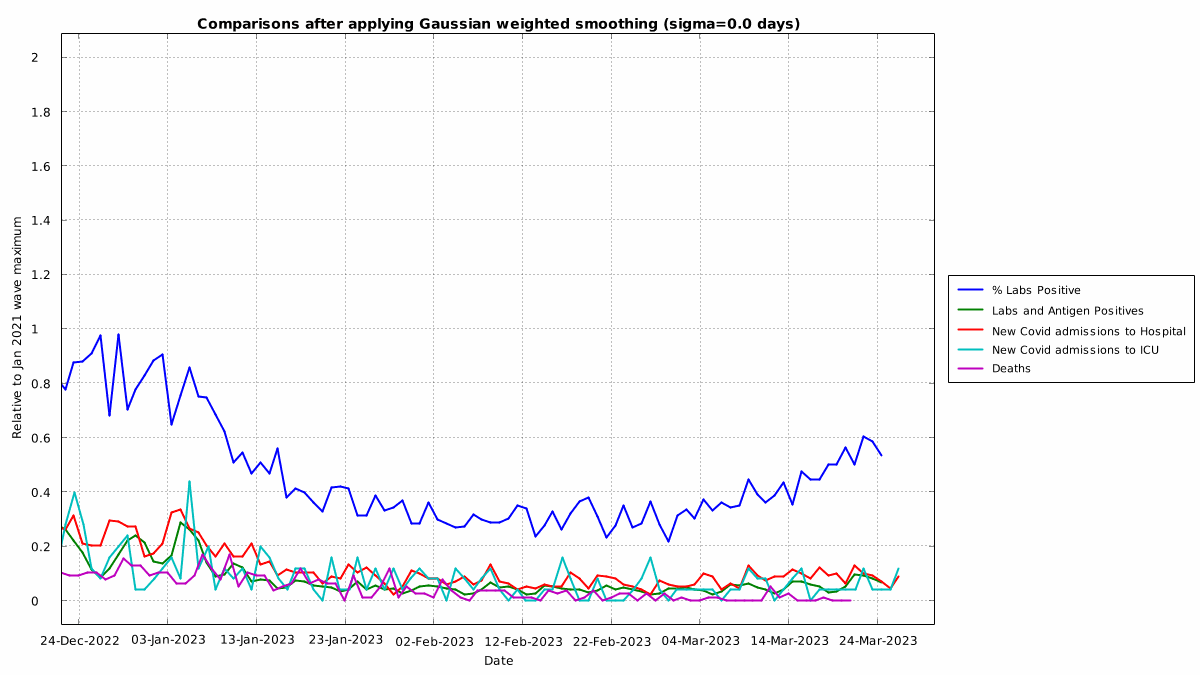 Comparisons after applying Gaussian weighted smoothing (sigma=0.0 days)
Relative to Jan 2021 wave maximum
2
1.8
1.6
1.4
1.2
1
0.8
0.6
0.4
0.2
0
24-Dec-2022 03-Jan-2023 13-Jan-2023 23-Jan-2023 02-Feb-2023 12-Feb-2023 22-Feb-2023 04-Mar-2023 14-Mar-2023 24-Mar-2023
Date
% Labs Positive
Labs and Antigen Positives
New Covid admissions to Hospital
New Covid admissions to ICU
Deaths